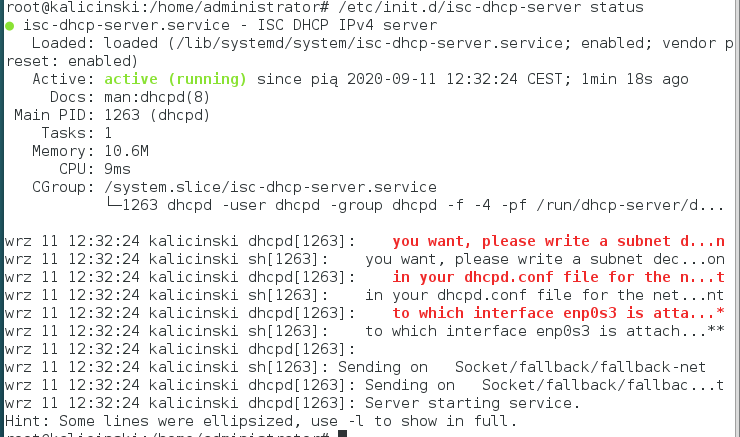 root@kalicinski:/home/administrator# /etc/init.d/isc-dhcp-server status
● isc-dhcp-server.service - ISC DHCP IPv4 server
   Loaded: loaded (/lib/systemd/system/isc-dhcp-server.service; enabled; vendor p
reset: enabled)
   Active: active (running) since pią 2020-09-11 12:32:24 CEST; 1min 18s ago
     Docs: man:dhcpd(8)
 Main PID: 1263 (dhcpd)
    Tasks: 1
   Memory: 10.6M
      CPU: 9ms
   CGroup: /system.slice/isc-dhcp-server.service
           └─1263 dhcpd -user dhcpd -group dhcpd -f -4 -pf /run/dhcp-server/d...

wrz 11 12:32:24 kalicinski dhcpd[1263]:    you want, please write a subnet d...n
wrz 11 12:32:24 kalicinski sh[1263]:    you want, please write a subnet dec...on
wrz 11 12:32:24 kalicinski dhcpd[1263]:    in your dhcpd.conf file for the n...t
wrz 11 12:32:24 kalicinski sh[1263]:    in your dhcpd.conf file for the net...nt
wrz 11 12:32:24 kalicinski dhcpd[1263]:    to which interface enp0s3 is atta...*
wrz 11 12:32:24 kalicinski sh[1263]:    to which interface enp0s3 is attach...**
wrz 11 12:32:24 kalicinski dhcpd[1263]:
wrz 11 12:32:24 kalicinski sh[1263]: Sending on   Socket/fallback/fallback-net
wrz 11 12:32:24 kalicinski dhcpd[1263]: Sending on   Socket/fallback/fallbac...t
wrz 11 12:32:24 kalicinski dhcpd[1263]: Server starting service.
Hint: Some lines were ellipsized, use -l to show in full.
root@kalicinski:/home/administrator#